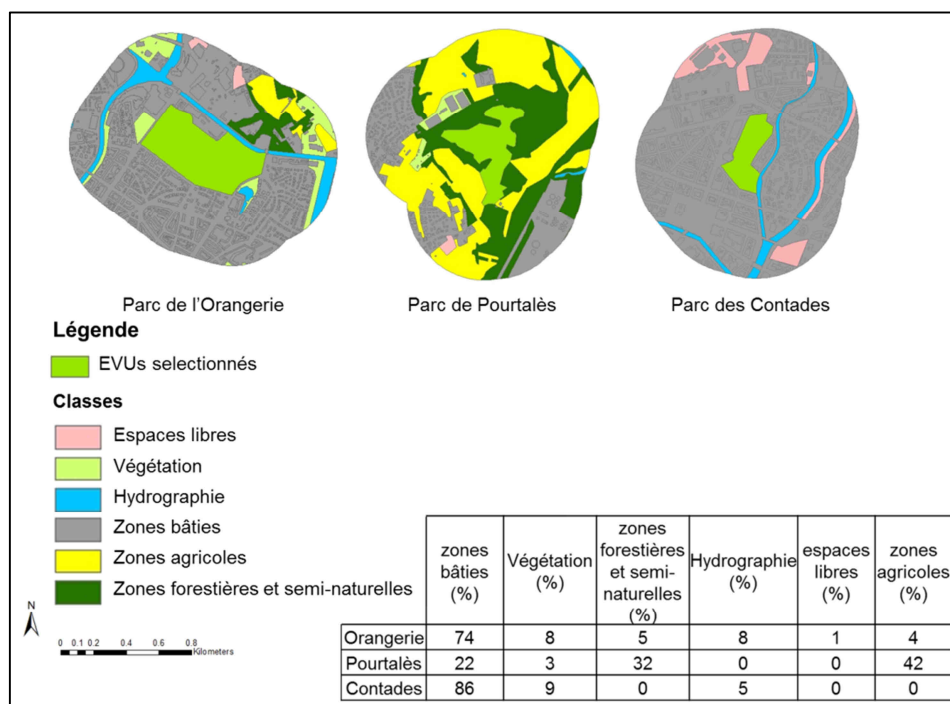 Parc de l'Orangerie
Parc de Pourtalès
Parc des Contades
Légende
EVUs selectionnés
Classes
Espaces libres
Végétation
Hydrographie
Zones bâties
Zones agricoles
Zones forestières et semi-naturelles
N
0 0.1 0.2 0.4 0.6 0.8
Kilometers
zones bâties (%) Végétation (%) zones forestières et semi-naturelles (%) Hydrographie (%) espaces libres (%) zones agricoles (%)
Orangerie 74 8 5 8 1 4
Pourtalès 22 3 32 0 0 42
Contades 86 9 0 5 0 0